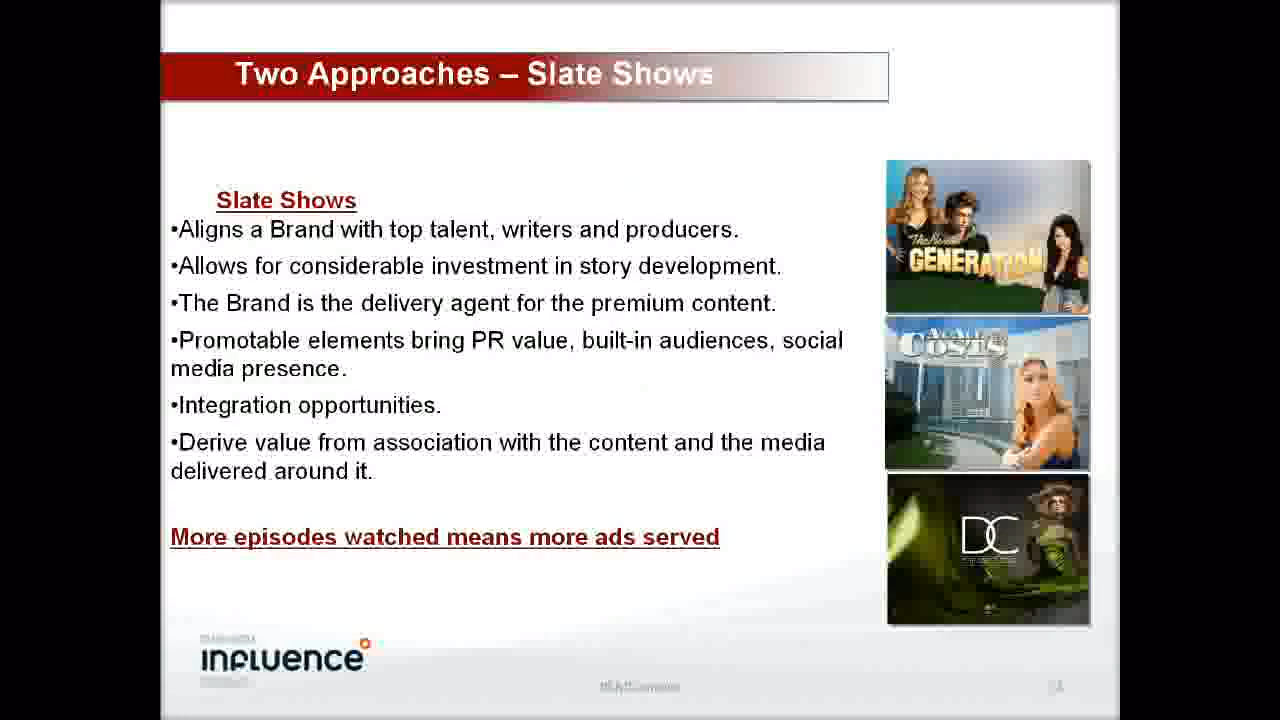 Two Approaches – Slate Shows
Slate Shows
•Aligns a Brand with top talent, writers and producers.
•Allows for considerable investment in story development.
•The Brand is the delivery agent for the premium content.
•Promotable elements bring PR value, built-in audiences, social
media presence.
•Integration opportunities.
•Derive value from association with the content and the media
delivered around it.
More episodes watched means more ads served
GENERATION
COSTS
DC
INFLUENCE